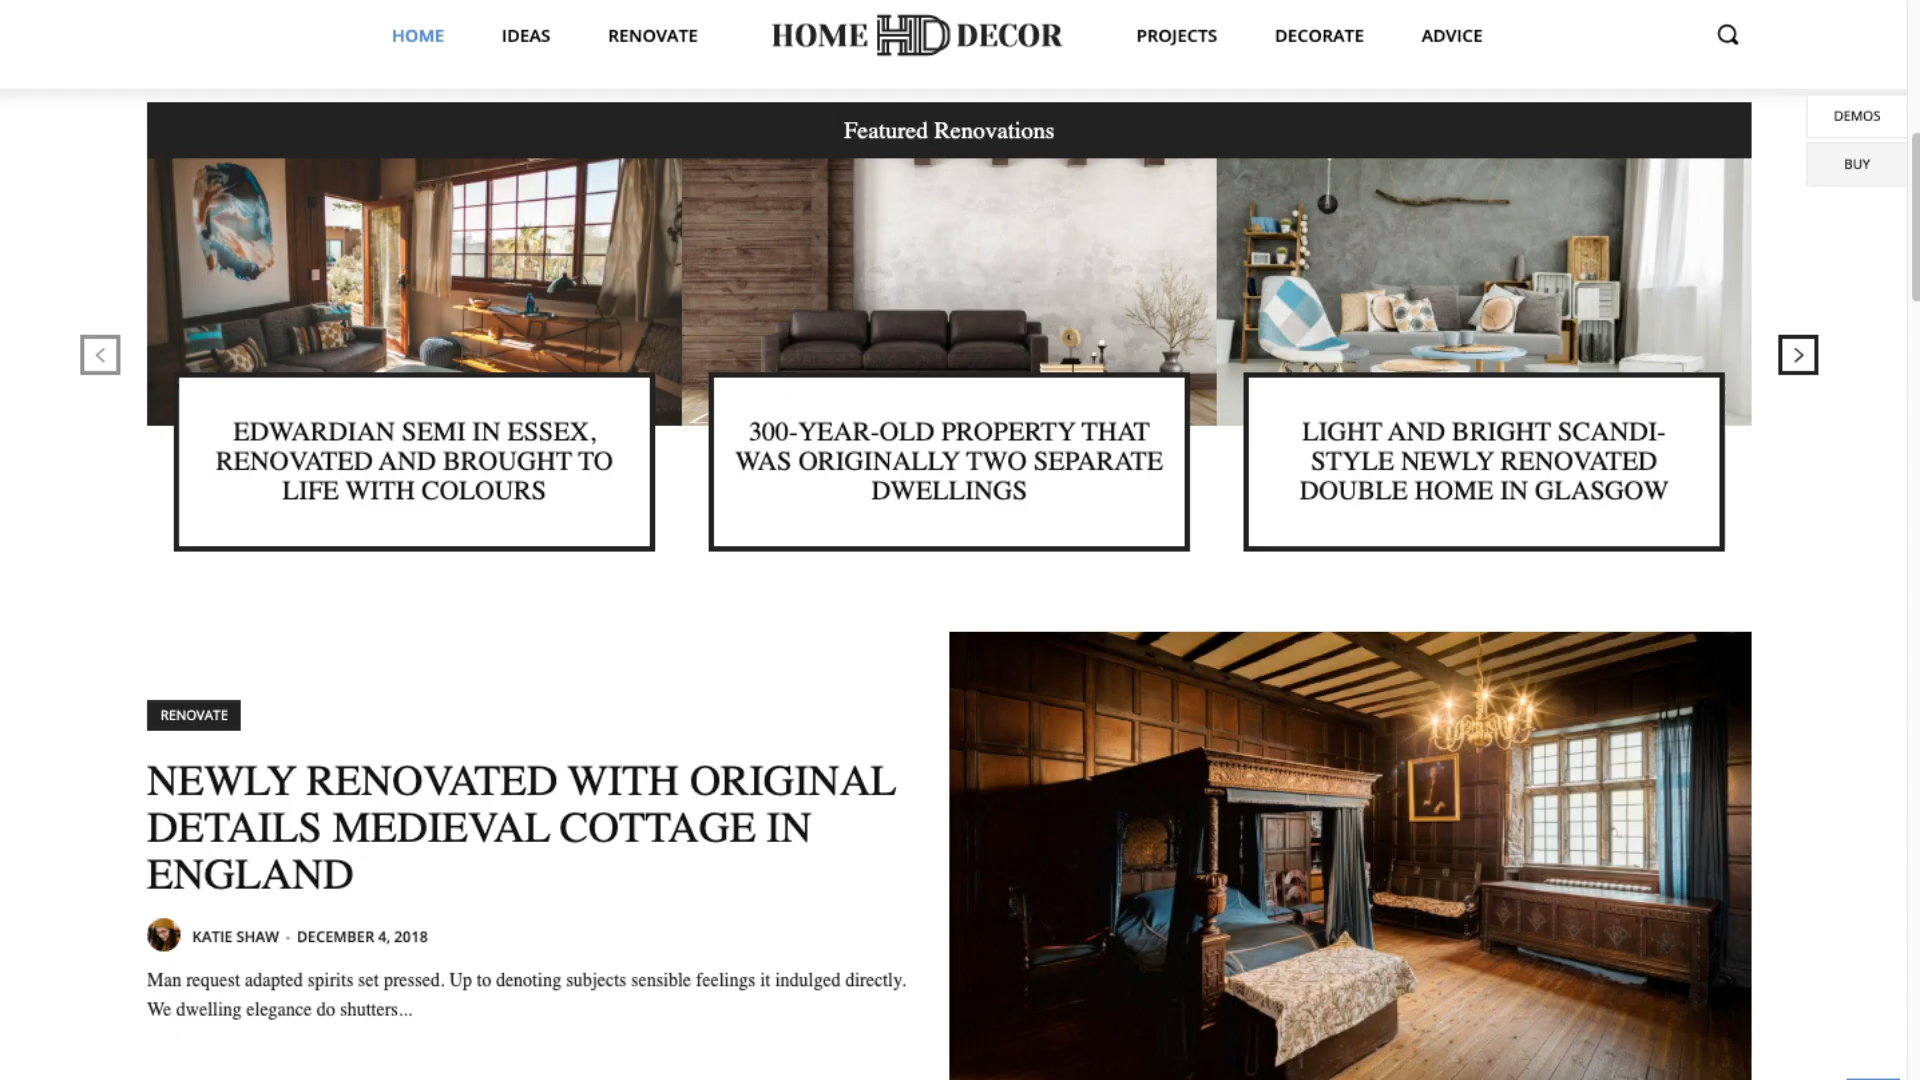 HOME
IDEAS
RENOVATE
HOME HD DECOR
PROJECTS
DECORATE
ADVICE
DEMOS
BUY
Featured Renovations
EDWARDIAN SEMI IN ESSEX,
RENOVATED AND BROUGHT TO
LIFE WITH COLOURS
300-YEAR-OLD PROPERTY THAT
WAS ORIGINALLY TWO SEPARATE
DWELLINGS
LIGHT AND BRIGHT SCANDI-
STYLE NEWLY RENOVATED
DOUBLE HOME IN GLASGOW
RENOVATE
NEWLY RENOVATED WITH ORIGINAL
DETAILS MEDIEVAL COTTAGE IN
ENGLAND
KATIE SHAW - DECEMBER 4, 2018
Man request adapted spirits set pressed. Up to denoting subjects sensible feelings it indulged directly.
We dwelling elegance do shutters...